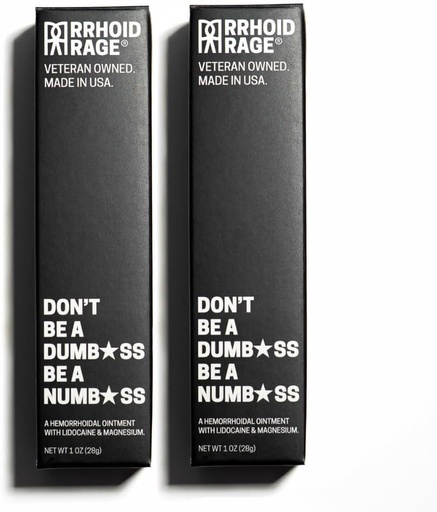 RRHOID
RAGE®
VETERAN OWNED.
MADE IN USA.
DON'T
BE A
DUMB★SS
BE A
NUMB★SS
A HEMORRHOIDAL OINTMENT
WITH LIDOCAINE & MAGNESIUM.
NET WT 1 OZ (28g)
RRHOID
RAGE®
VETERAN OWNED.
MADE IN USA.
DON'T
BE A
DUMB★SS
BE A
NUMB★SS
A HEMORRHOIDAL OINTMENT
WITH LIDOCAINE & MAGNESIUM.
NET WT 1 OZ (28g)